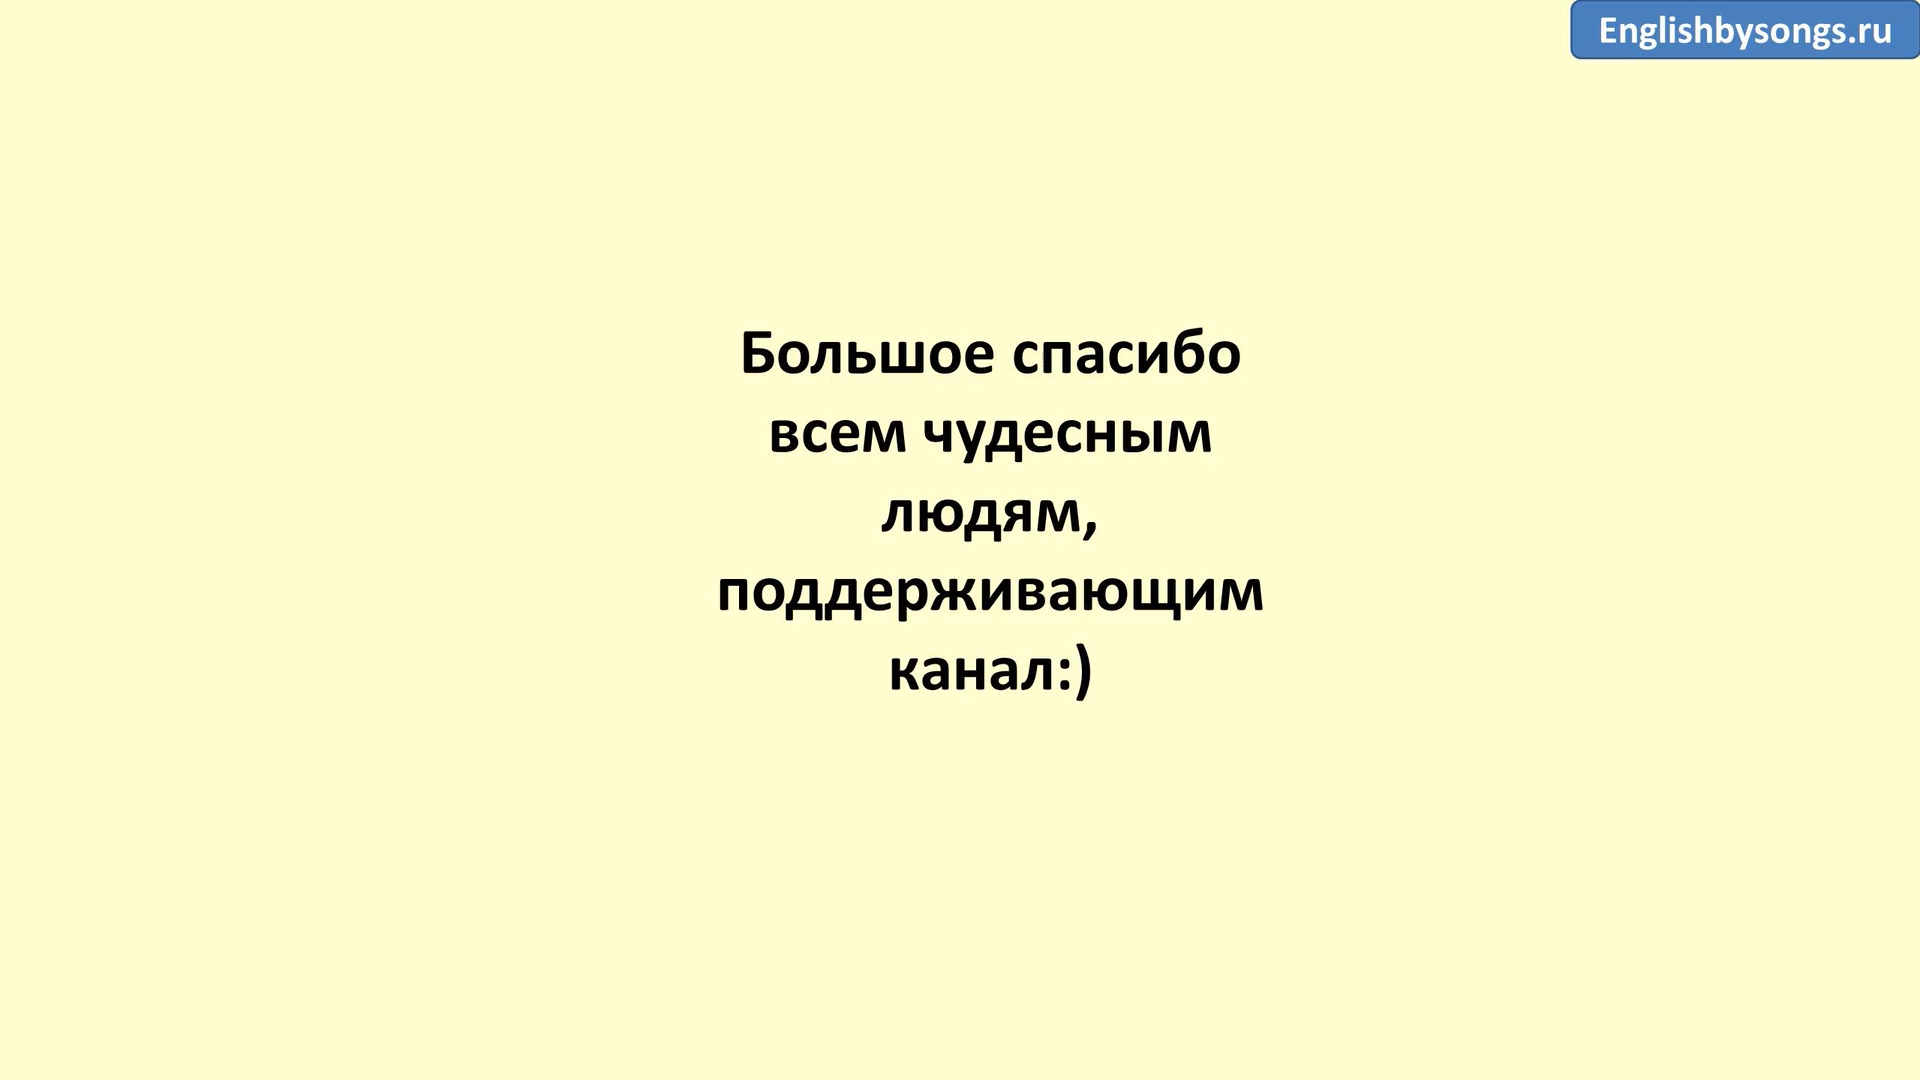 Englishbysongs.ru
Большое спасибо
всем чудесным
людям,
поддерживающим
канал:)